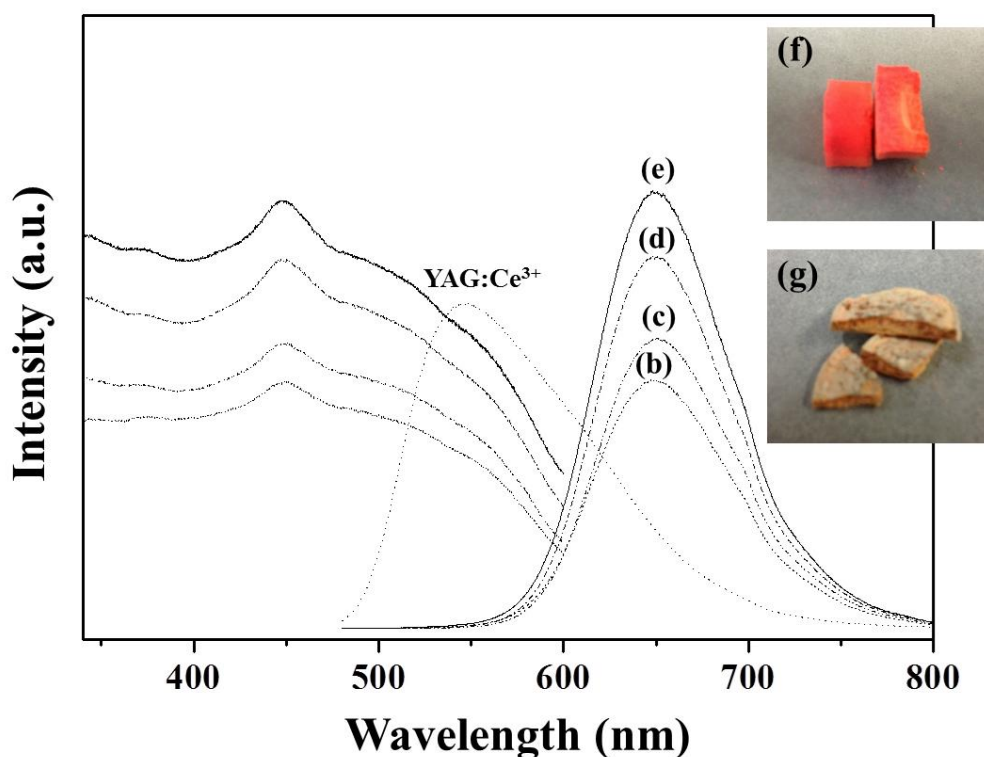 (f)
(e)
(d)
YAG:Ce³⁺
(g)
(c)
(b)
Intensity (a.u.)
400 500 600 700 800
Wavelength (nm)